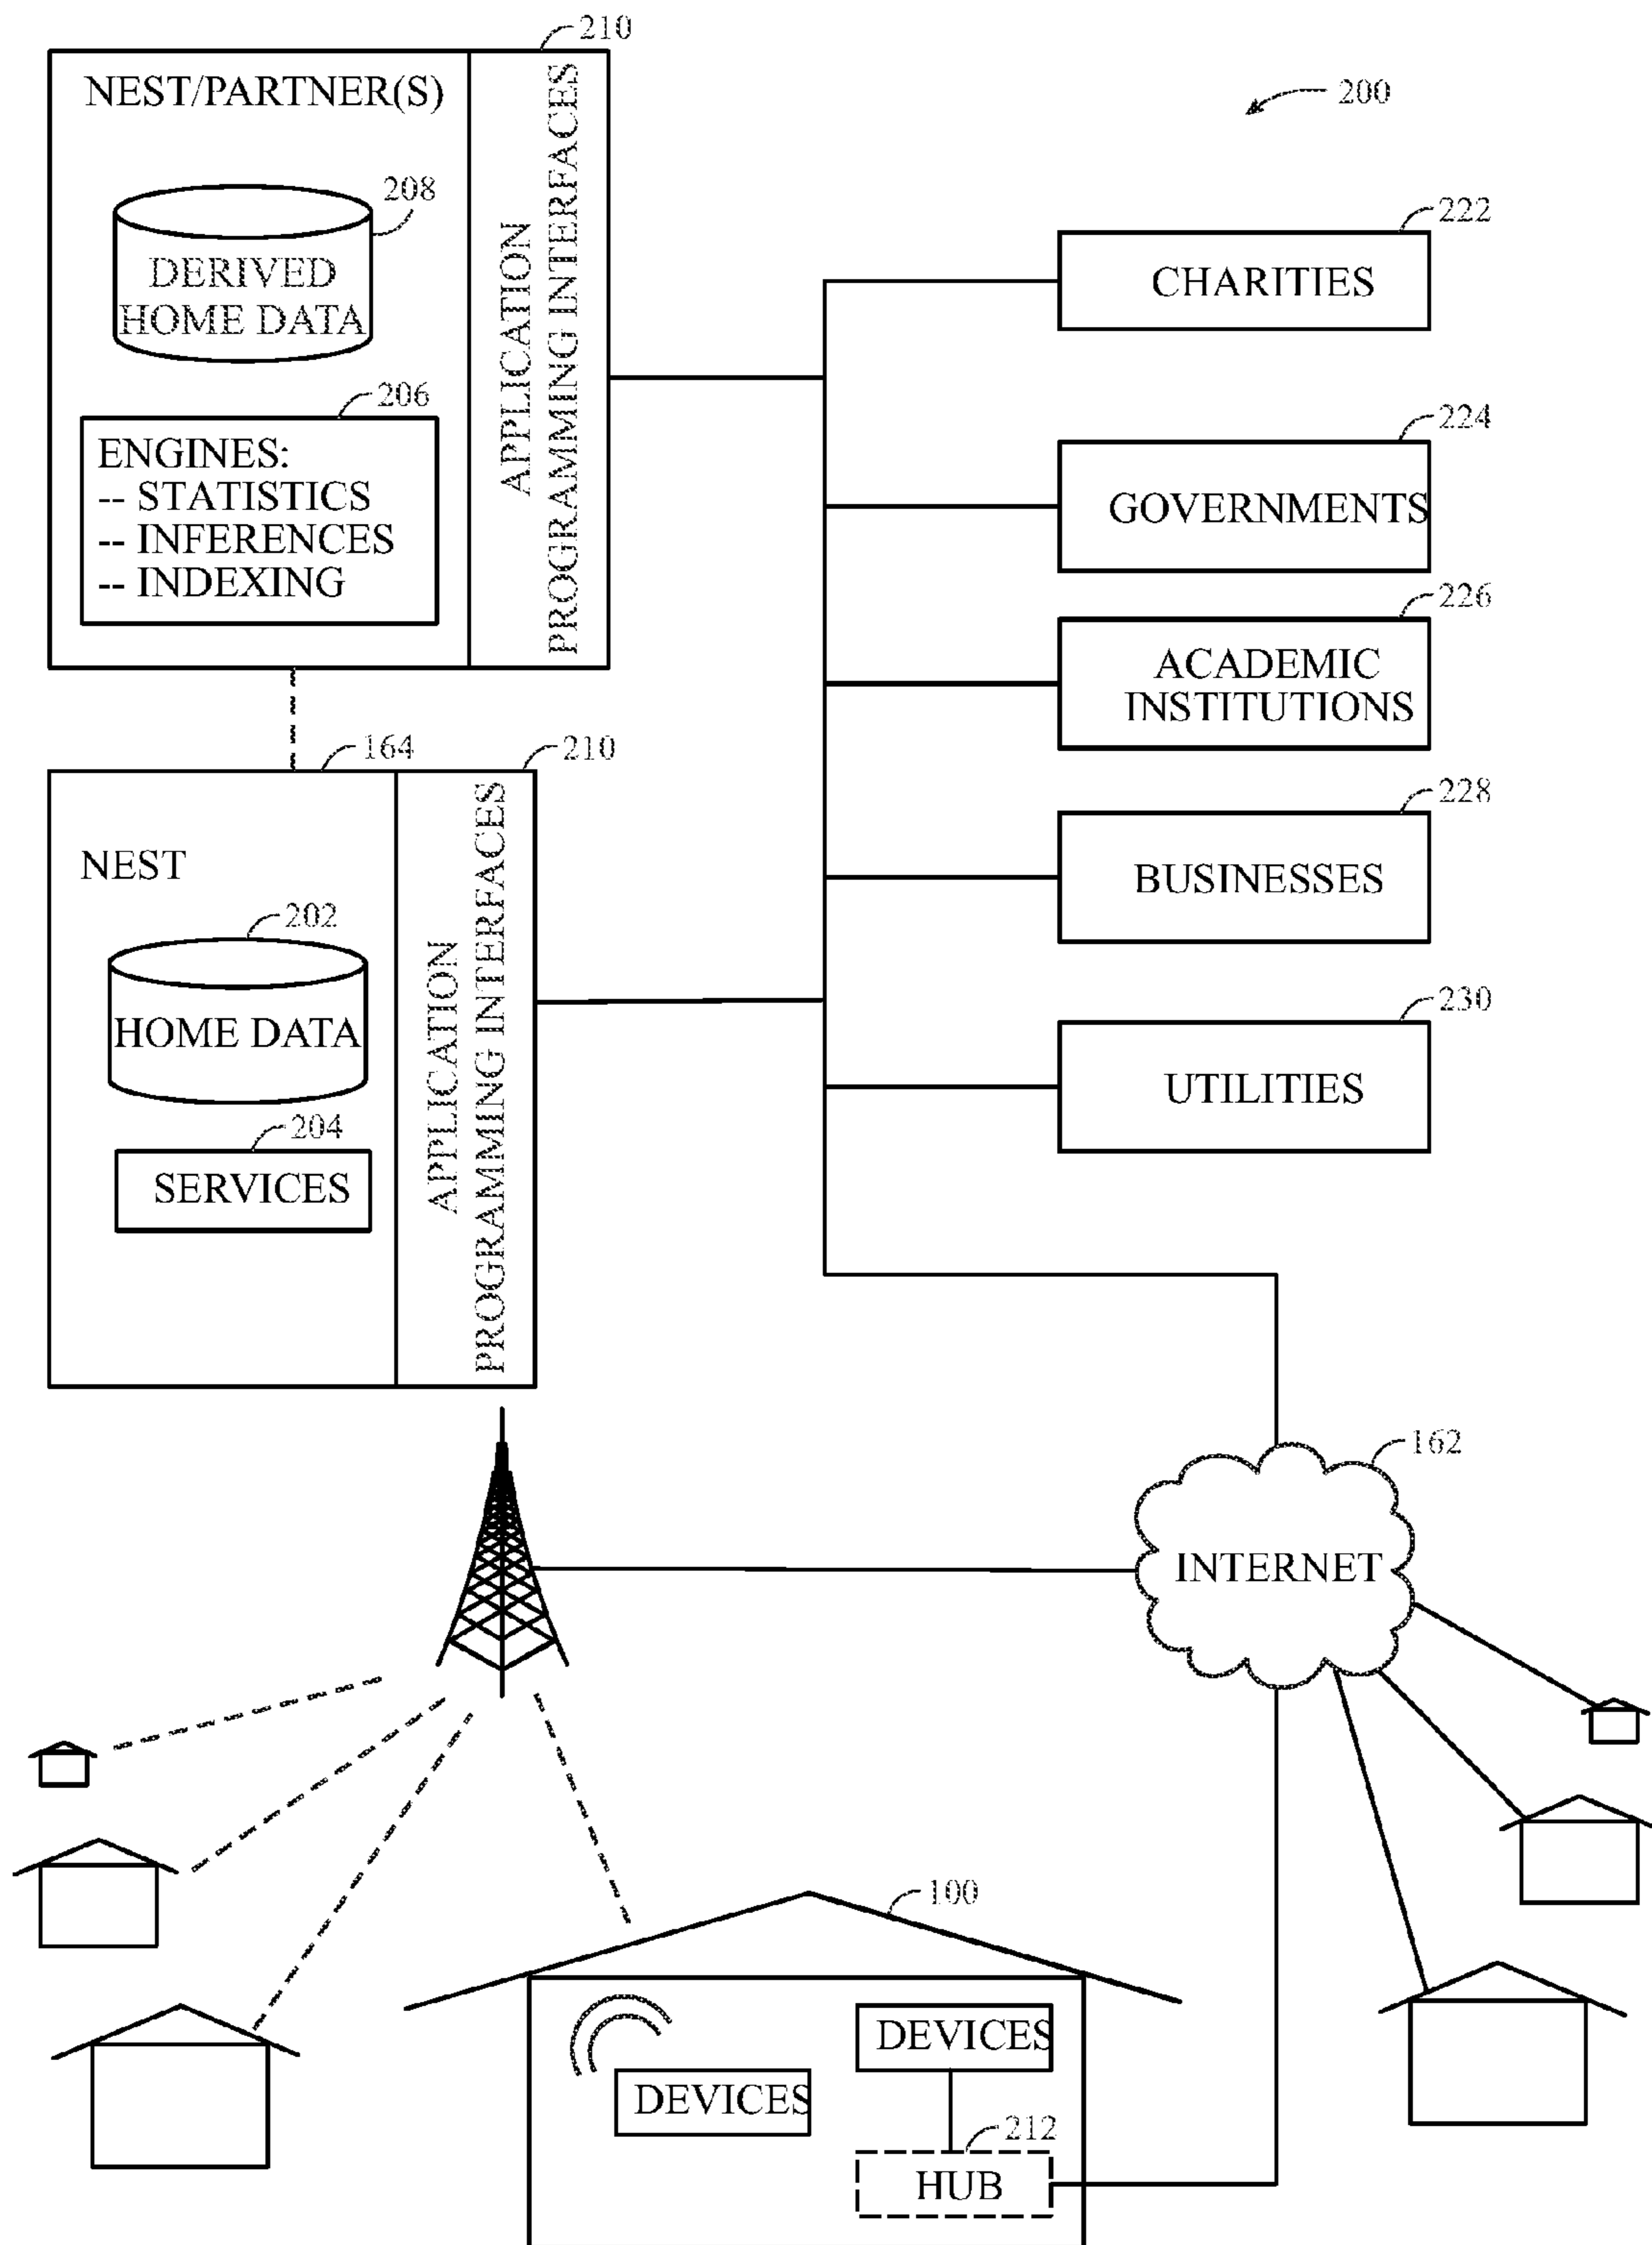 210
NEST/PARTNER(S)
200
208
DERIVED
HOME DATA
206
ENGINES:
-- STATISTICS
-- INFERENCES
-- INDEXING
APPLICATION
PROGRAMMING INTERFACES
222
CHARITIES
224
GOVERNMENTS
226
ACADEMIC
INSTITUTIONS
228
BUSINESSES
230
UTILITIES
164
210
NEST
202
HOME DATA
204
SERVICES
APPLICATION
PROGRAMMING INTERFACES
162
INTERNET
100
DEVICES
DEVICES
212
HUB